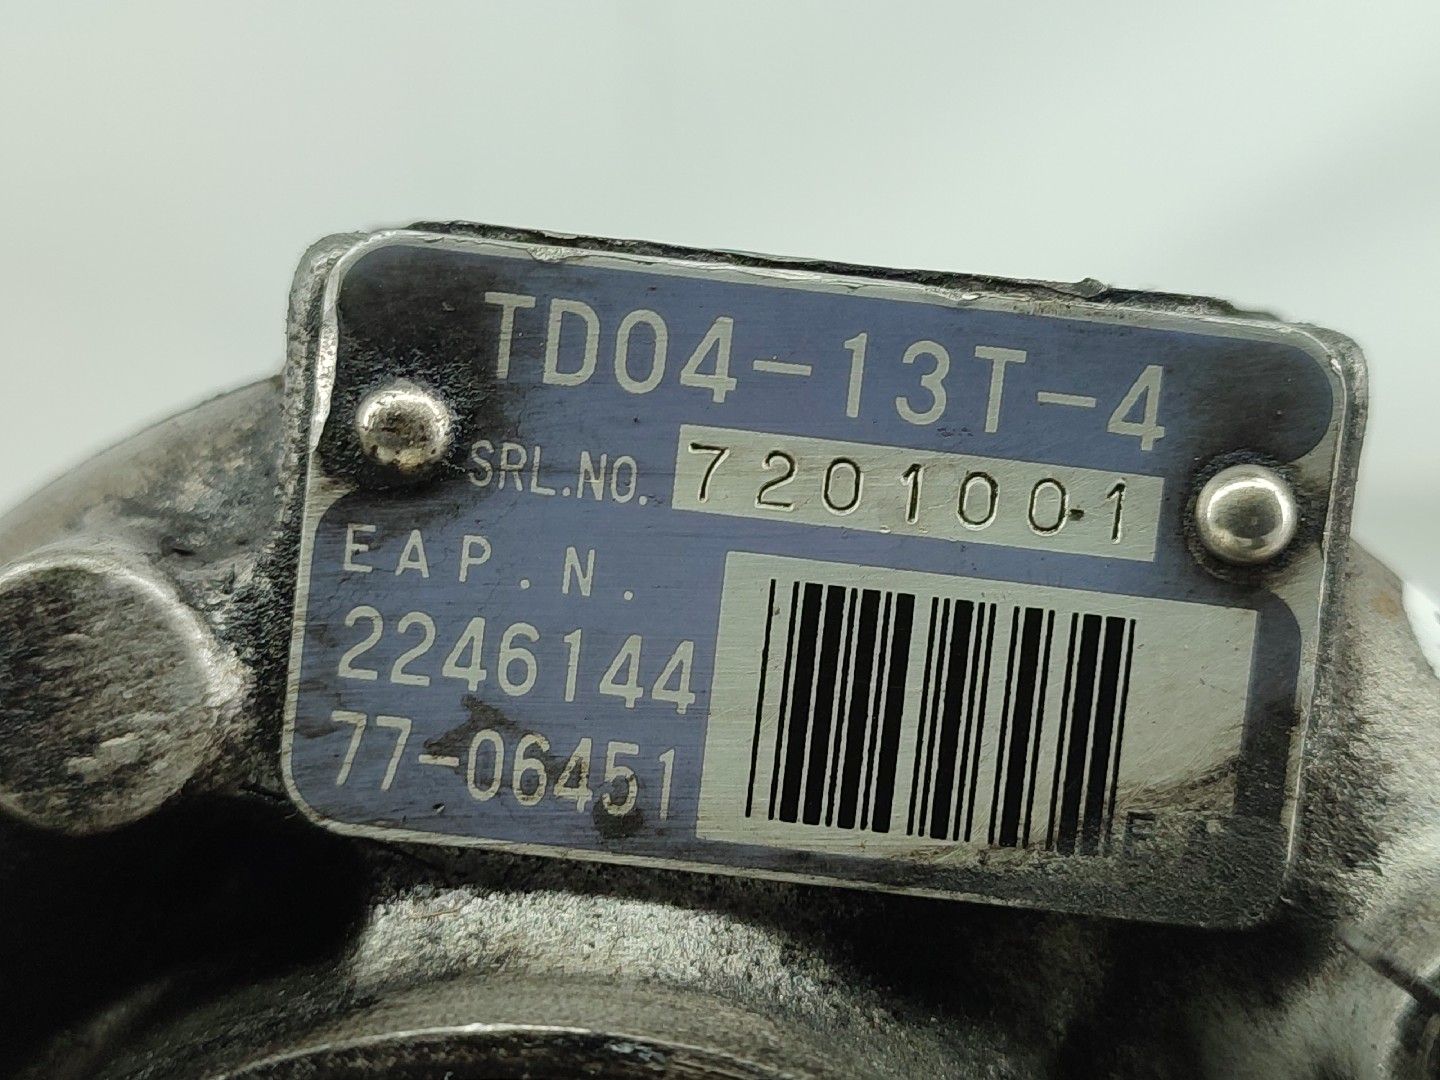 TD04-13T-4
SRL.NO. 7201001
EAP.N.
2246144
77-06451